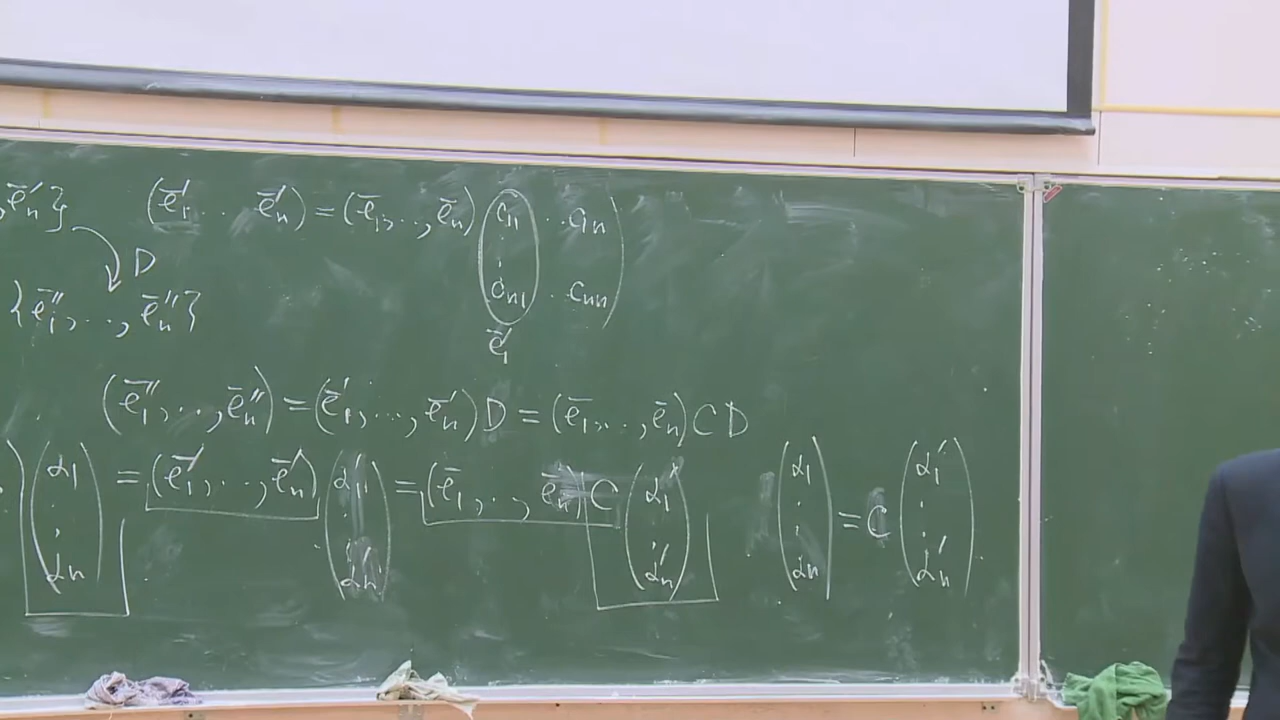 , ē′ₙ}   (ē′₁ . . ē′ₙ) = (ē₁, . . , ēₙ) (c₁₁ . . c₁ₙ
.
cₙ₁ . cₙₙ)
D
{ē″₁, . . . , ē″ₙ}
ē′₁
(ē″₁, . . , ē″ₙ) = (ē′₁, . . . , ē′ₙ) D = (ē₁, . . . , ēₙ) C D
(α₁
.
.
αₙ) = (ē′₁, . . , ē′ₙ) (α′₁
.
α′ₙ) = (ē₁, . . , ēₙ) C (α′₁
.
α′ₙ)
(α₁
.
.
αₙ) = C (α′₁
.
.
α′ₙ)